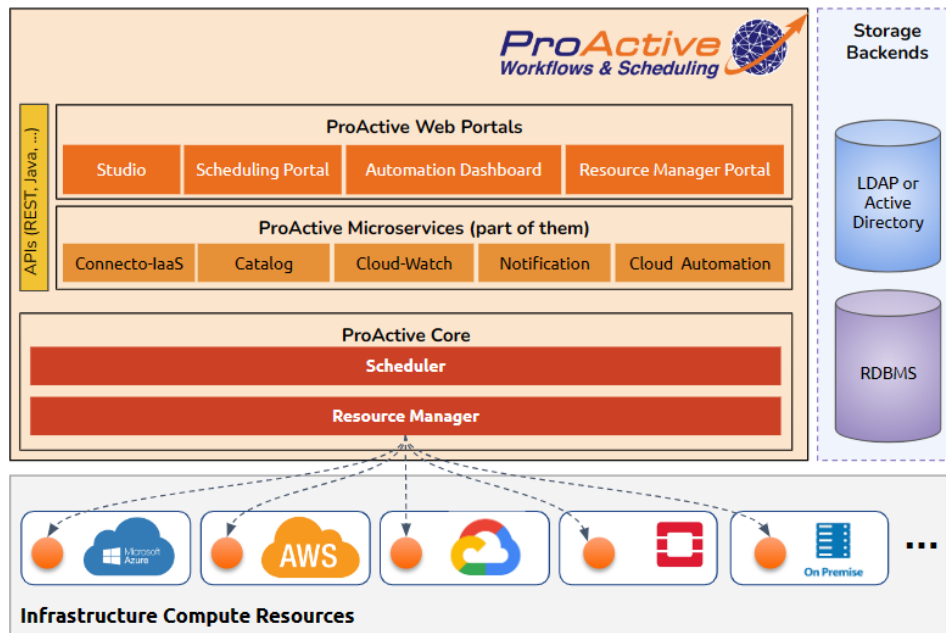 ProActive
Workflows & Scheduling
Storage
Backends
APIs (REST, Java, ...)
ProActive Web Portals
Studio
Scheduling Portal
Automation Dashboard
Resource Manager Portal
ProActive Microservices (part of them)
Connecto-IaaS
Catalog
Cloud-Watch
Notification
Cloud Automation
LDAP or
Active
Directory
ProActive Core
Scheduler
Resource Manager
RDBMS
Microsoft
Azure
AWS
On Premise
...
Infrastructure Compute Resources